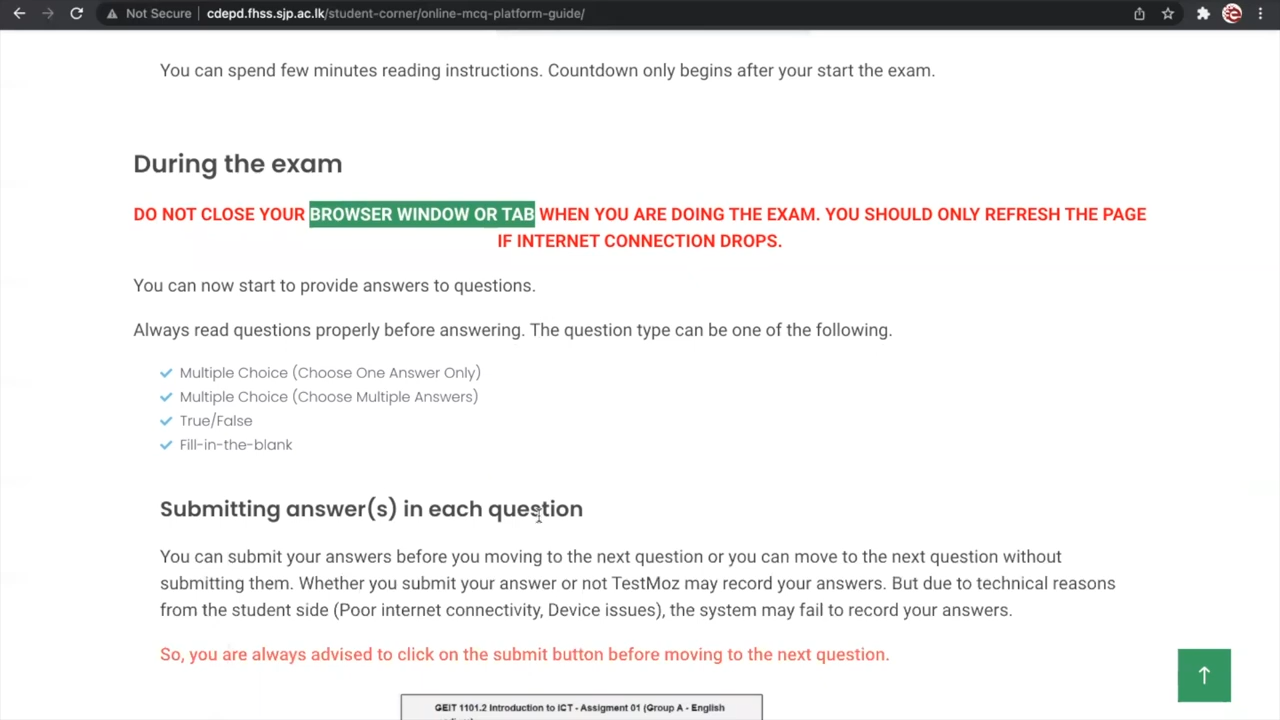 Not Secure
cdepd.fhss.sjp.ac.lk/student-corner/online-mcq-platform-guide/
You can spend few minutes reading instructions. Countdown only begins after your start the exam.
During the exam
DO NOT CLOSE YOUR BROWSER WINDOW OR TAB WHEN YOU ARE DOING THE EXAM. YOU SHOULD ONLY REFRESH THE PAGE
IF INTERNET CONNECTION DROPS.
You can now start to provide answers to questions.
Always read questions properly before answering. The question type can be one of the following.
Multiple Choice (Choose One Answer Only)
Multiple Choice (Choose Multiple Answers)
True/False
Fill-in-the-blank
Submitting answer(s) in each question
You can submit your answers before you moving to the next question or you can move to the next question without
submitting them. Whether you submit your answer or not TestMoz may record your answers. But due to technical reasons
from the student side (Poor internet connectivity, Device issues), the system may fail to record your answers.
So, you are always advised to click on the submit button before moving to the next question.
GEIT 1101.2 Introduction to ICT - Assigment 01 (Group A - English